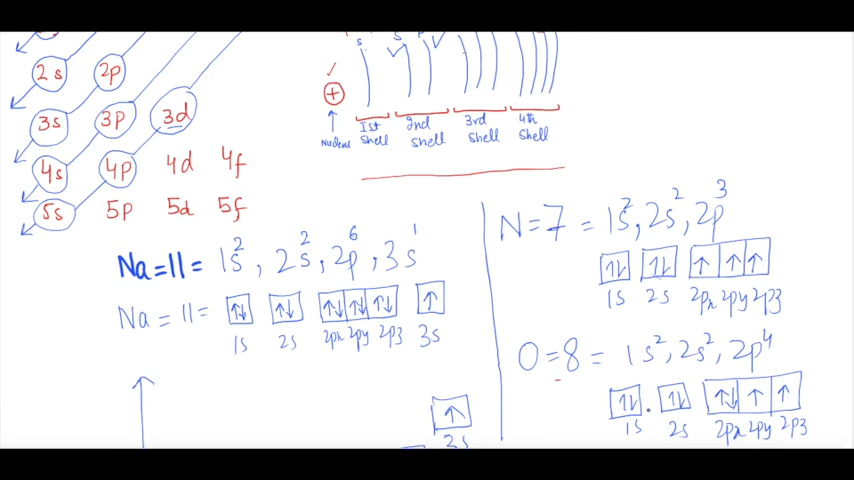 s s p
2s 2p
3s 3p 3d
4s 4p 4d 4f
5s 5p 5d 5f
+
Nucleus
1st shell
2nd shell
3rd shell
4th shell
Na=11= 1s², 2s², 2p⁶, 3s¹
Na = 11 = ↑↓ ↑↓ ↑↓ ↑↓ ↑↓ ↑
1s 2s 2px 2py 2pz 3s
↑
3s
N=7 = 1s², 2s², 2p³
↑↓ ↑↓ ↑ ↑ ↑
1s 2s 2px 2py 2pz
O=8 = 1s², 2s², 2p⁴
↑↓ ↑↓ ↑↓ ↑ ↑
1s 2s 2px 2py 2pz